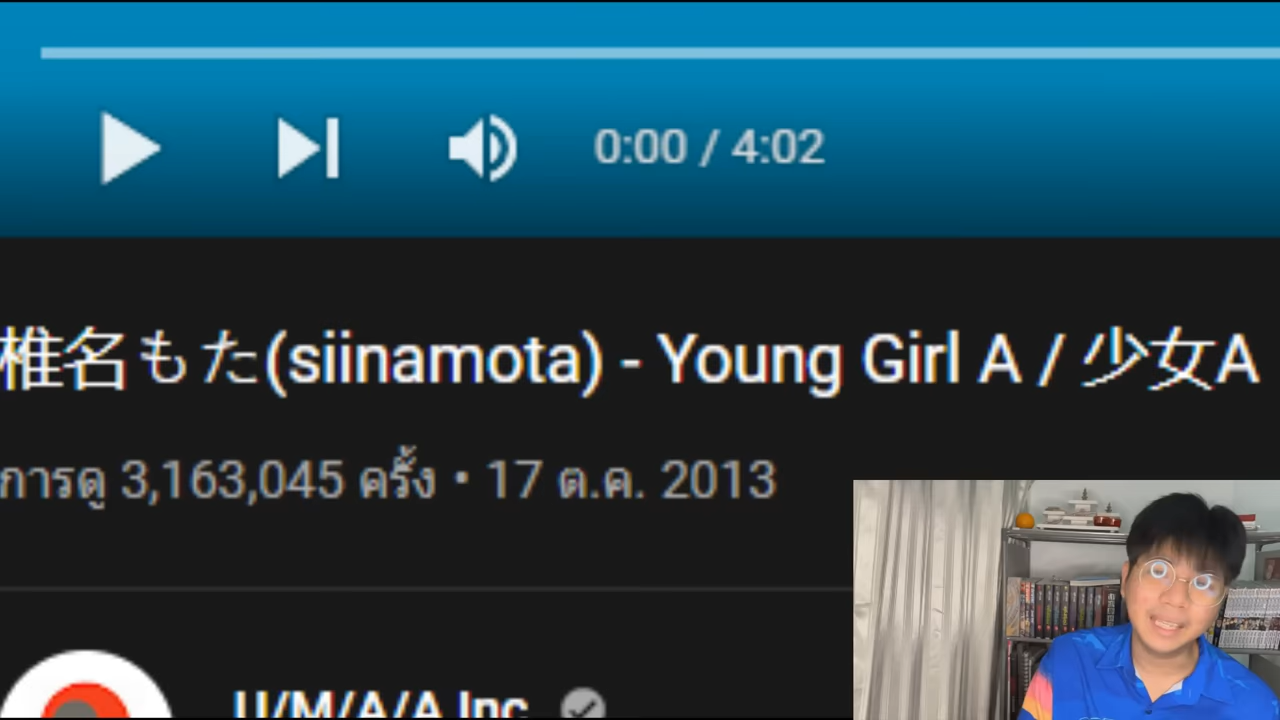 0:00 / 4:02
椎名もた(siinamota) - Young Girl A / 少女A
การดู 3,163,045 ครั้ง • 17 ต.ค. 2013
U/M/A/A Inc